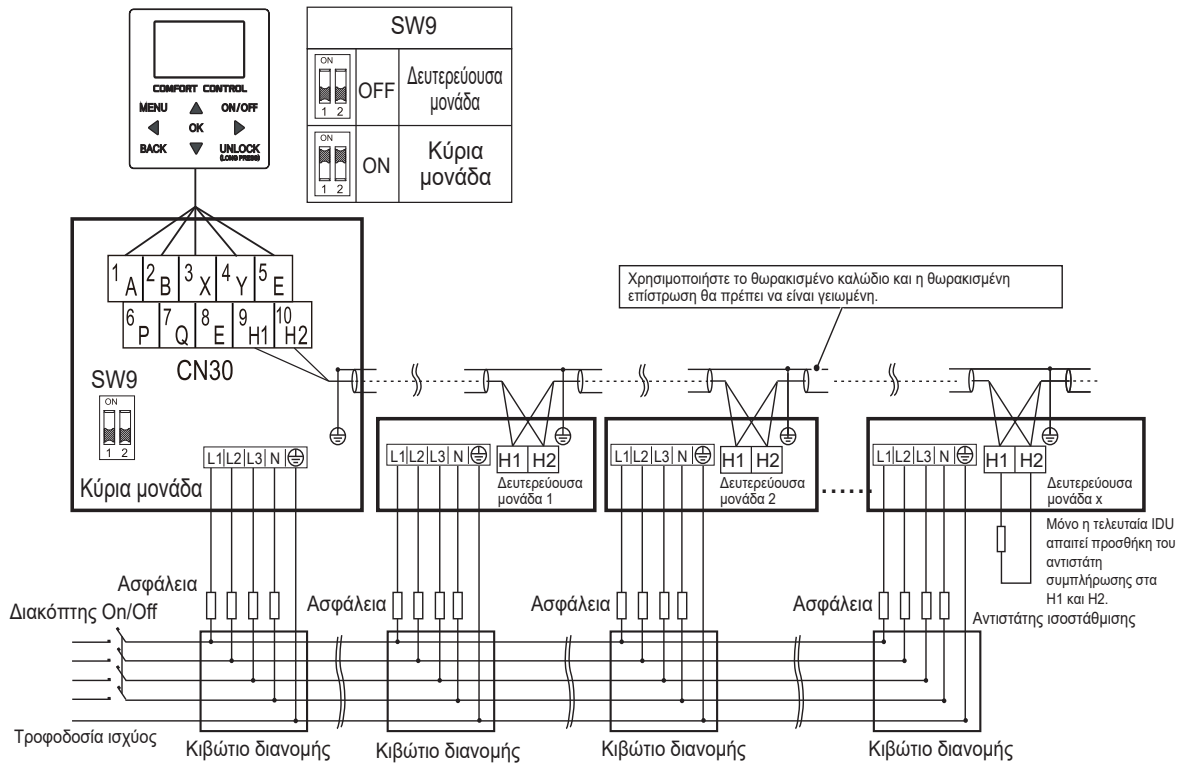 SW9
ON
1 2
OFF
Δευτερεύουσα
μονάδα
ON
1 2
ON
Κύρια
μονάδα
COMFORT CONTROL
MENU ON/OFF
OK
BACK UNLOCK
(LONG PRESS)
1 A 2 B 3 X 4 Y 5 E
6 P 7 Q 8 E 9 H1 10 H2
CN30
SW9
ON
1 2
L1 L2 L3 N
Κύρια μονάδα
Χρησιμοποιήστε το θωρακισμένο καλώδιο και η θωρακισμένη
επίστρωση θα πρέπει να είναι γειωμένη.
L1 L2 L3 N
H1 H2
Δευτερεύουσα
μονάδα 1
L1 L2 L3 N
H1 H2
Δευτερεύουσα
μονάδα 2
L1 L2 L3 N
H1 H2
Δευτερεύουσα
μονάδα x
Μόνο η τελευταία IDU
απαιτεί προσθήκη του
αντιστάτη
συμπλήρωσης στα
H1 και H2.
Αντιστάτης ισοστάθμισης
Ασφάλεια
Ασφάλεια
Ασφάλεια
Ασφάλεια
Διακόπτης On/Off
Τροφοδοσία ισχύος
Κιβώτιο διανομής
Κιβώτιο διανομής
Κιβώτιο διανομής
Κιβώτιο διανομής